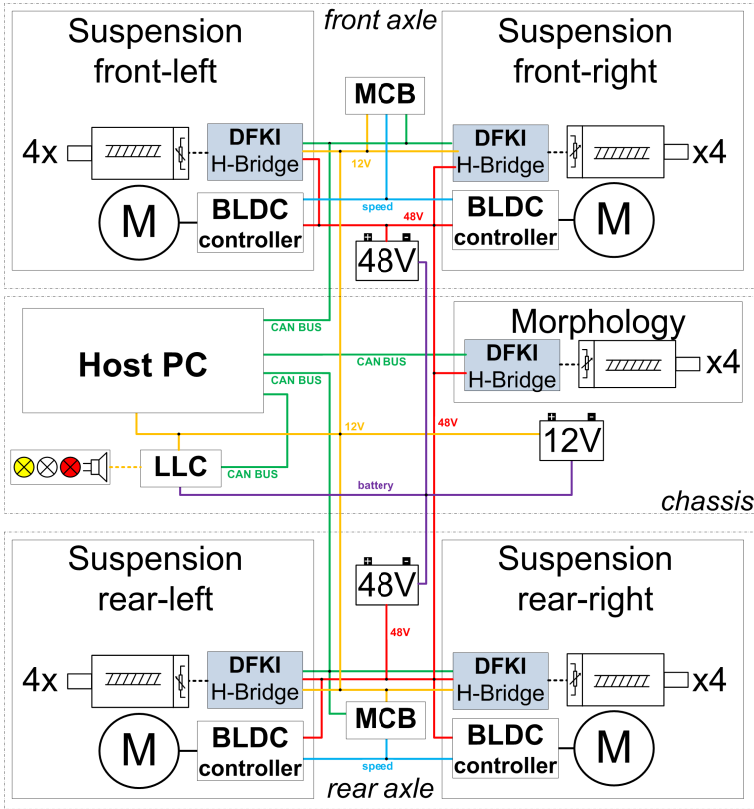 front axle
Suspension
front-left
Suspension
front-right
MCB
4x
DFKI
H-Bridge
12V
DFKI
H-Bridge
x4
M
BLDC
controller
speed
48V
BLDC
controller
M
48V
Host PC
CAN BUS
CAN BUS
CAN BUS
Morphology
DFKI
H-Bridge
x4
12V
48V
12V
LLC
CAN BUS
battery
chassis
Suspension
rear-left
48V
Suspension
rear-right
48V
4x
DFKI
H-Bridge
DFKI
H-Bridge
x4
MCB
M
BLDC
controller
speed
BLDC
controller
M
rear axle